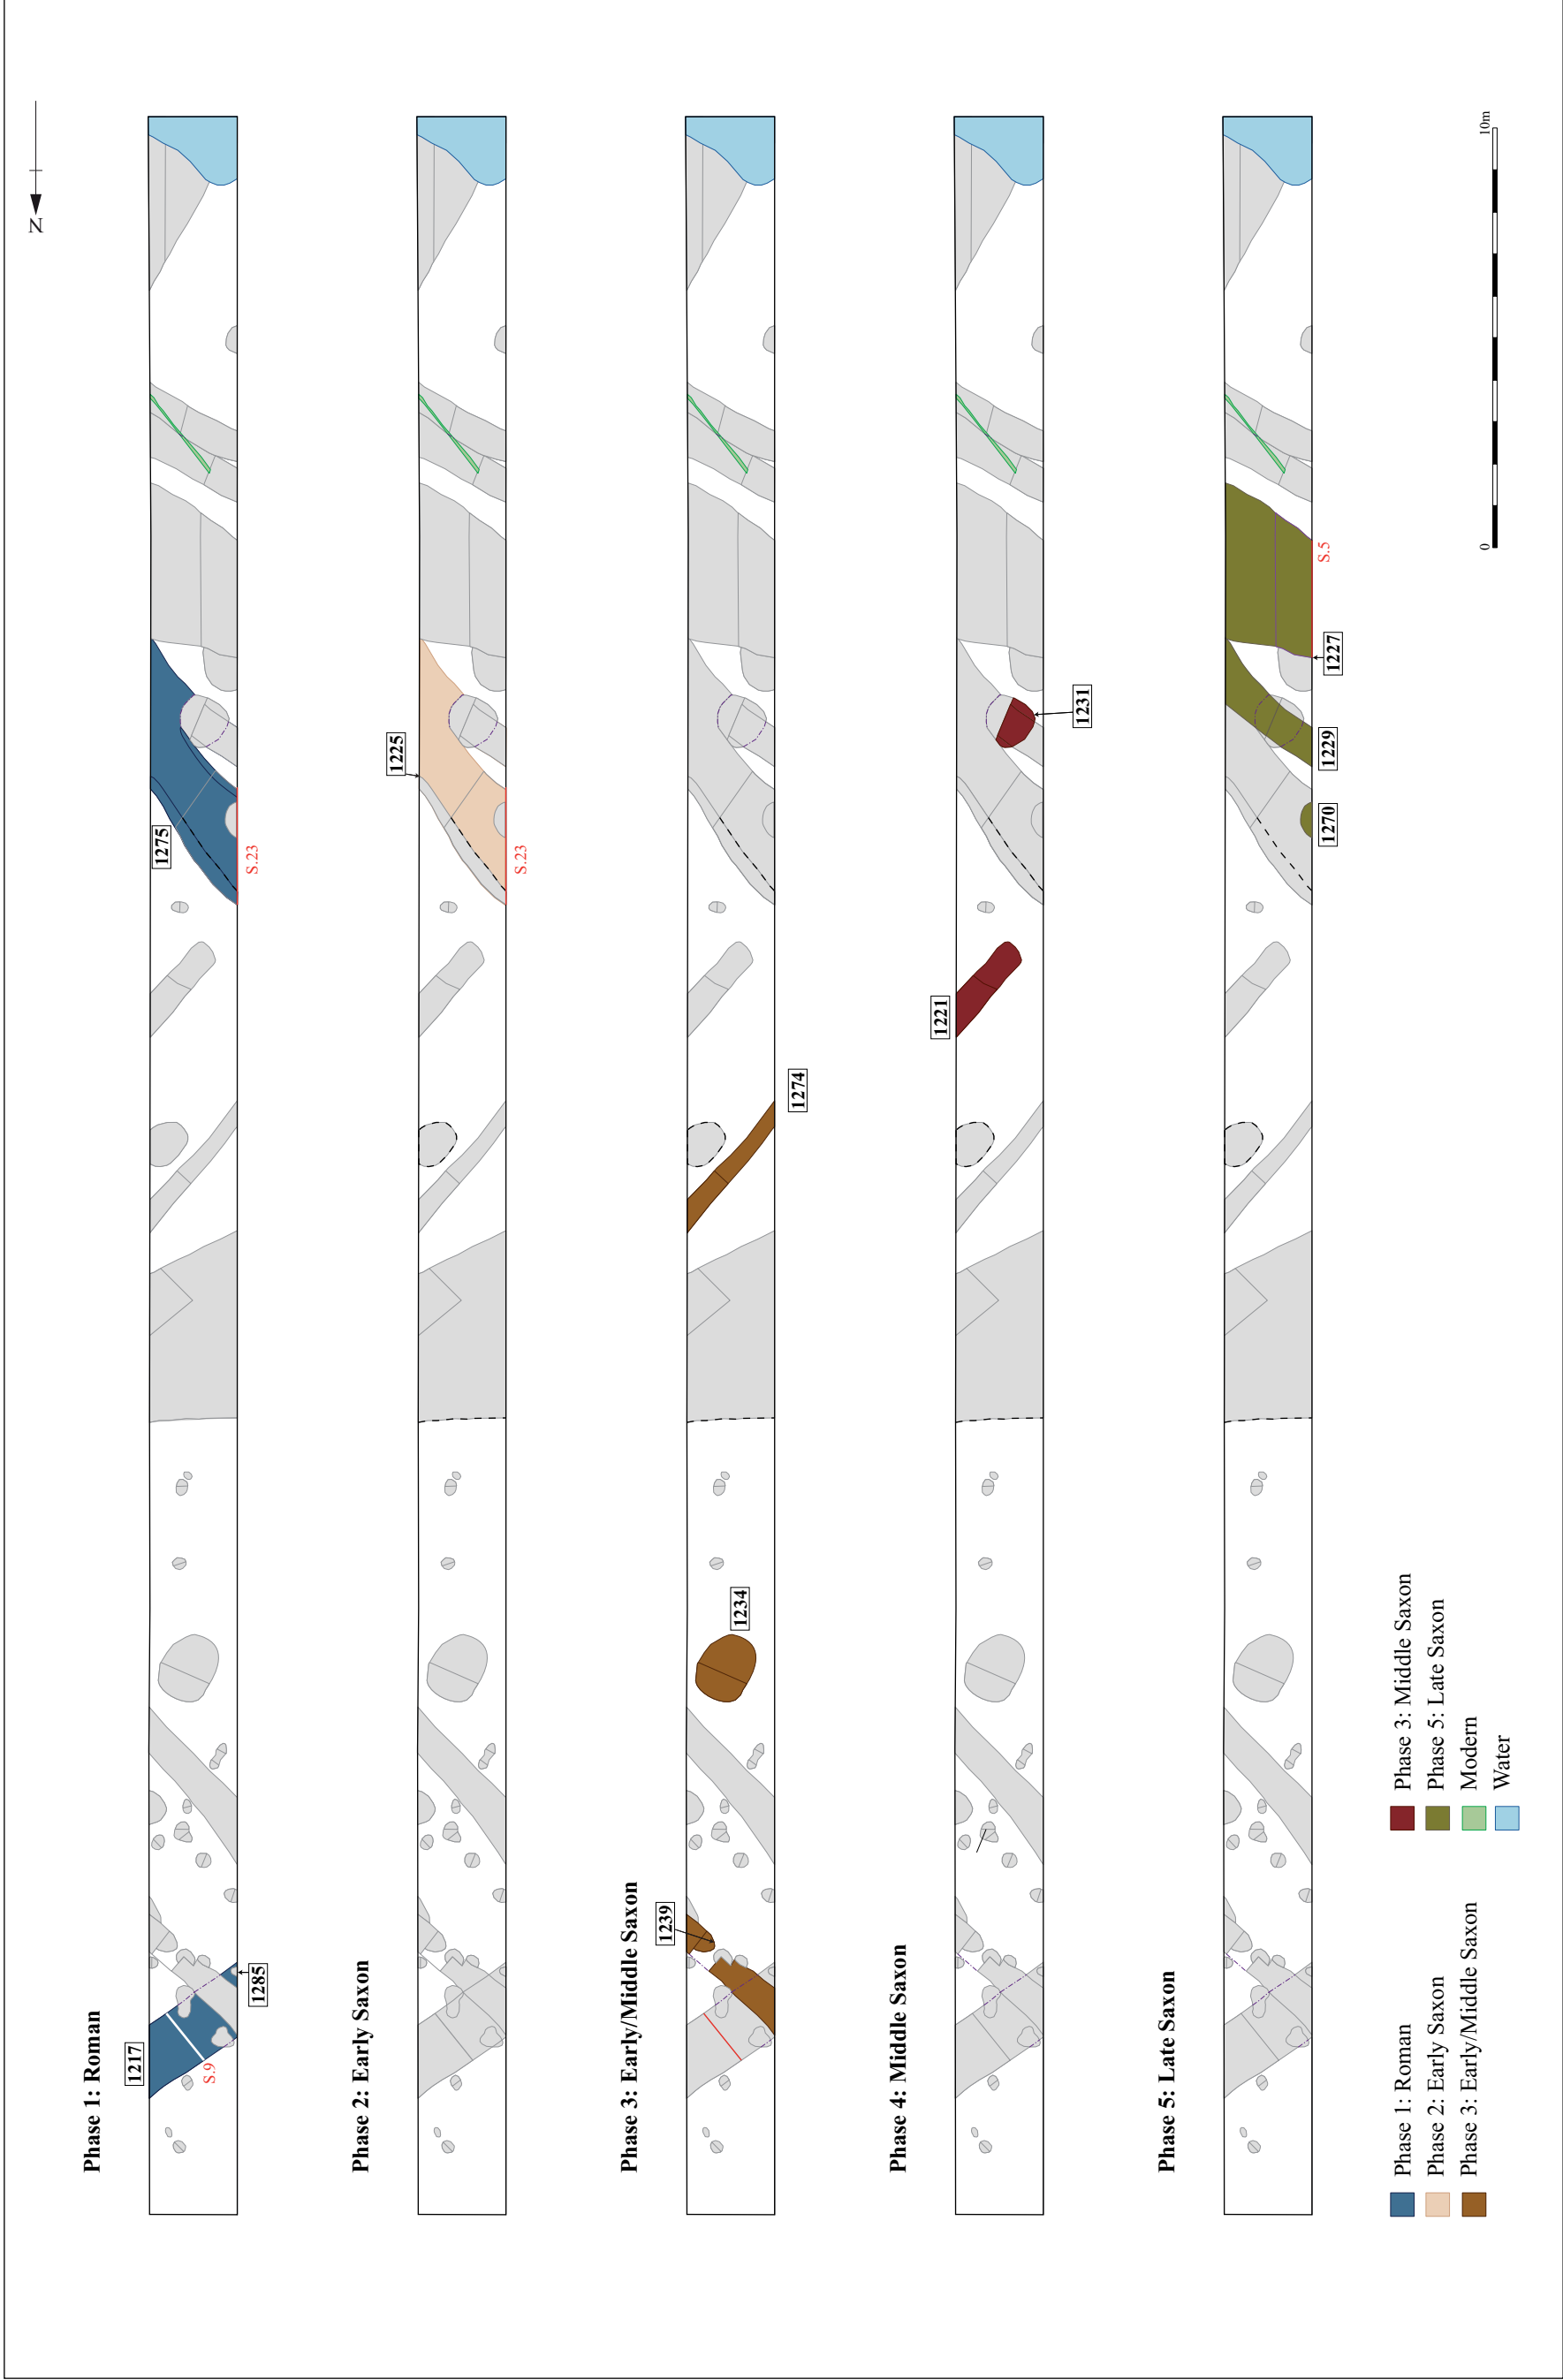 N
Phase 1: Roman
1217
S.9
1285
1275
S.23
Phase 2: Early Saxon
1225
S.23
Phase 3: Early/Middle Saxon
1239
1234
1274
Phase 4: Middle Saxon
1221
1231
Phase 5: Late Saxon
1270
1229
1227
S.5
Phase 1: Roman
Phase 2: Early Saxon
Phase 3: Early/Middle Saxon
Phase 3: Middle Saxon
Phase 5: Late Saxon
Modern
Water
0
10m